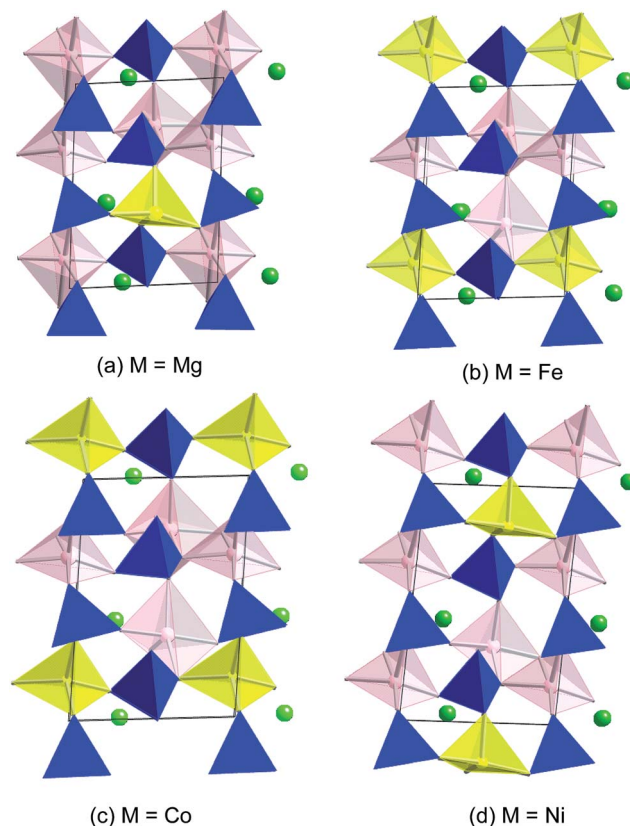 (a) M = Mg
(b) M = Fe
(c) M = Co
(d) M = Ni